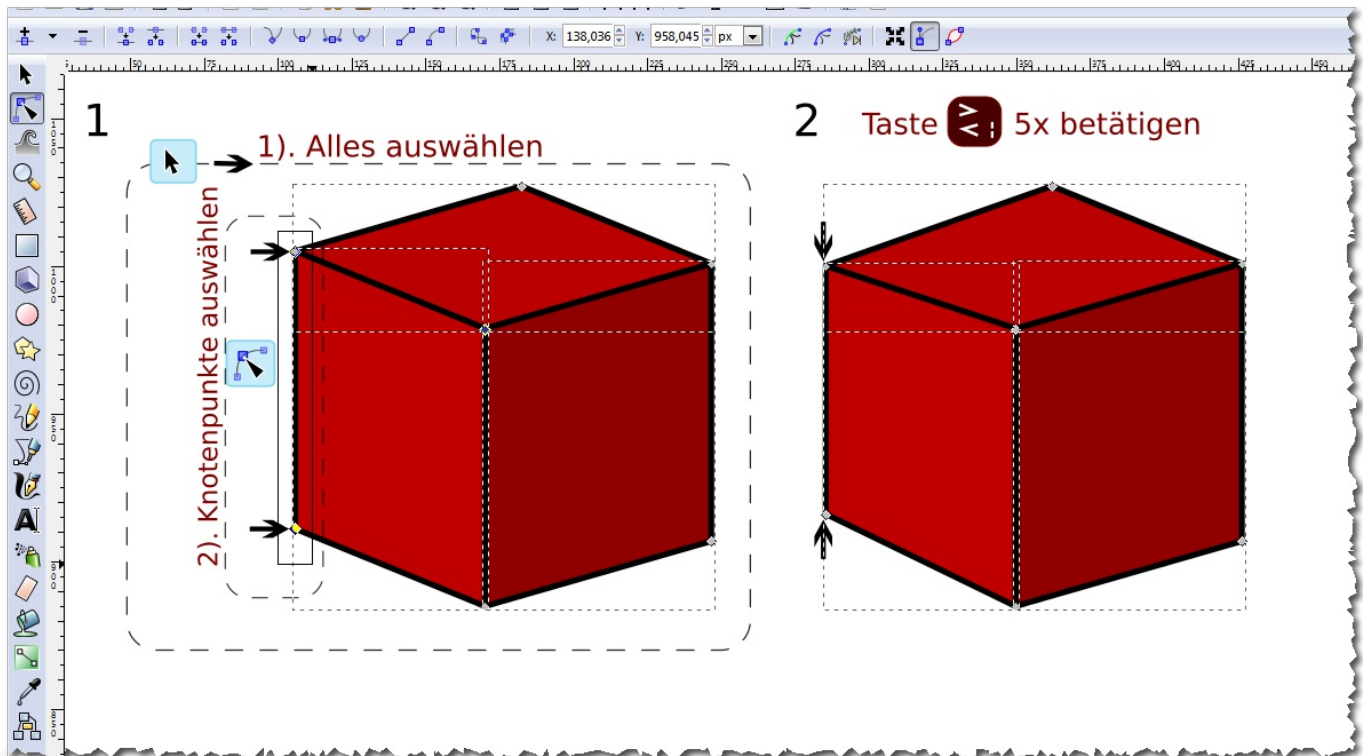 X: 138,036 Y: 958,045 px
1
1). Alles auswählen
2). Knotenpunkte auswählen
2
Taste > < ¦ 5x betätigen